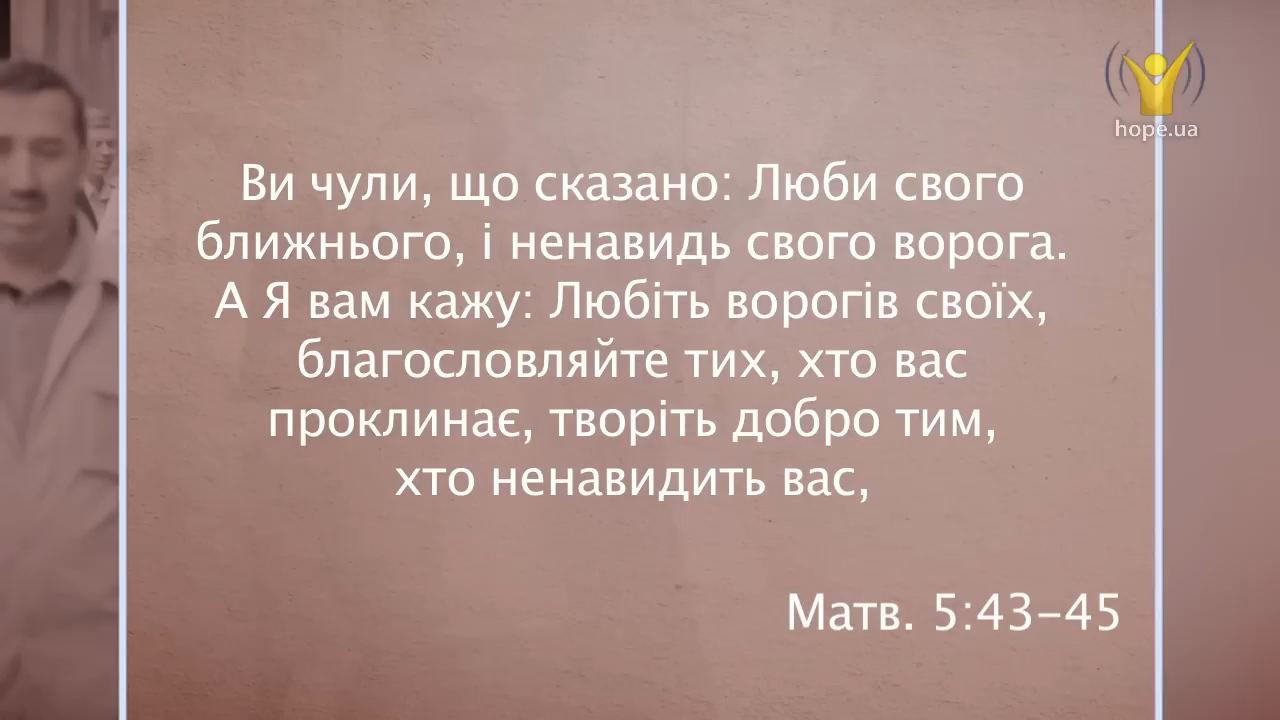 hope.ua
Ви чули, що сказано: Люби свого
ближнього, і ненавидь свого ворога.
А Я вам кажу: Любіть ворогів своїх,
благословляйте тих, хто вас
проклинає, творіть добро тим,
хто ненавидить вас,
Матв. 5:43–45